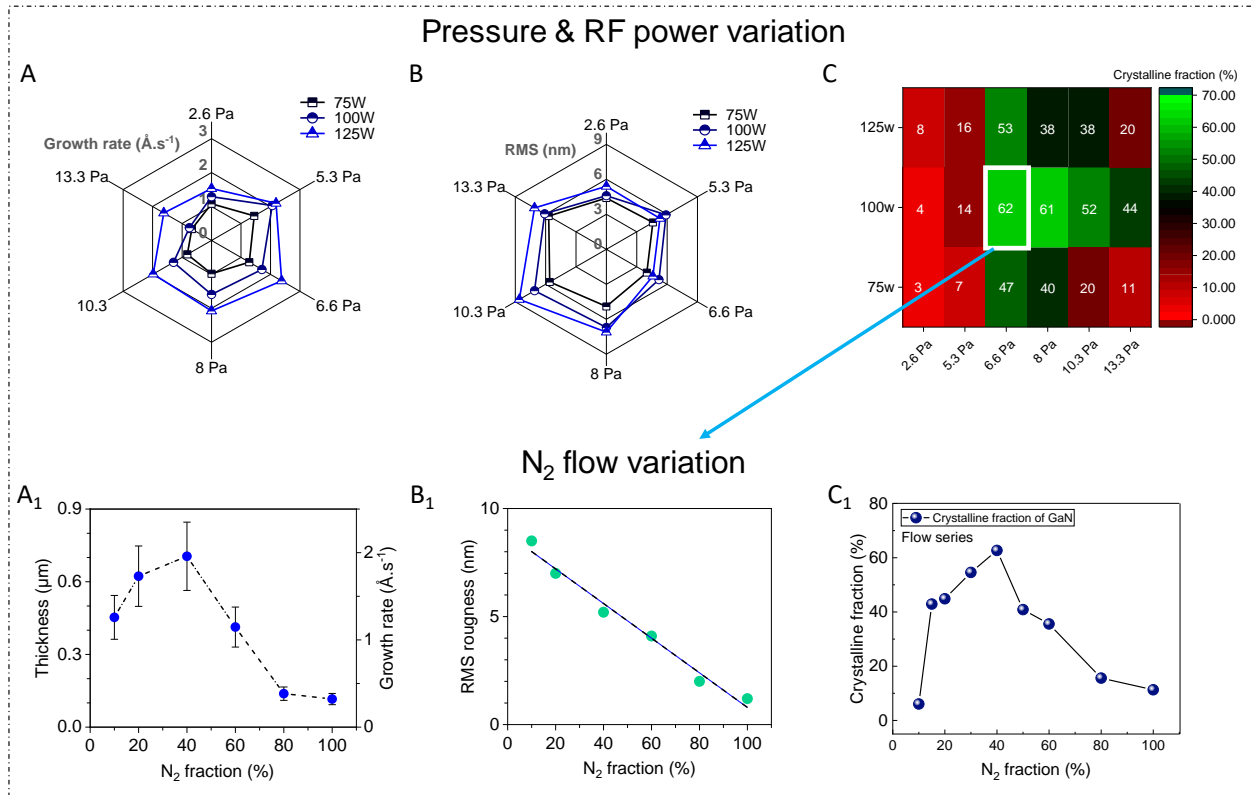 Pressure & RF power variation
A
2.6 Pa
5.3 Pa
6.6 Pa
8 Pa
10.3
13.3 Pa
Growth rate (Å.s⁻¹)
3
2
1
0
75W
100W
125W
B
2.6 Pa
5.3 Pa
6.6 Pa
8 Pa
10.3 Pa
13.3 Pa
RMS (nm)
9
6
3
0
75W
100W
125W
C
Crystalline fraction (%)
125w
8 16 53 38 38 20
100w
4 14 62 61 52 44
75w
3 7 47 40 20 11
2.6 Pa 5.3 Pa 6.6 Pa 8 Pa 10.3 Pa 13.3 Pa
70.00
60.00
50.00
40.00
30.00
20.00
10.00
0.000
N₂ flow variation
A₁
Thickness (µm)
0.9
0.6
0.3
0.0
Growth rate (Å.s⁻¹)
2
1
0
0 20 40 60 80 100
N₂ fraction (%)
B₁
RMS rougness (nm)
10
5
0
0 20 40 60 80 100
N₂ fraction (%)
C₁
Crystalline fraction (%)
80
60
40
20
0
Crystalline fraction of GaN
Flow series
0 20 40 60 80 100
N₂ fraction (%)